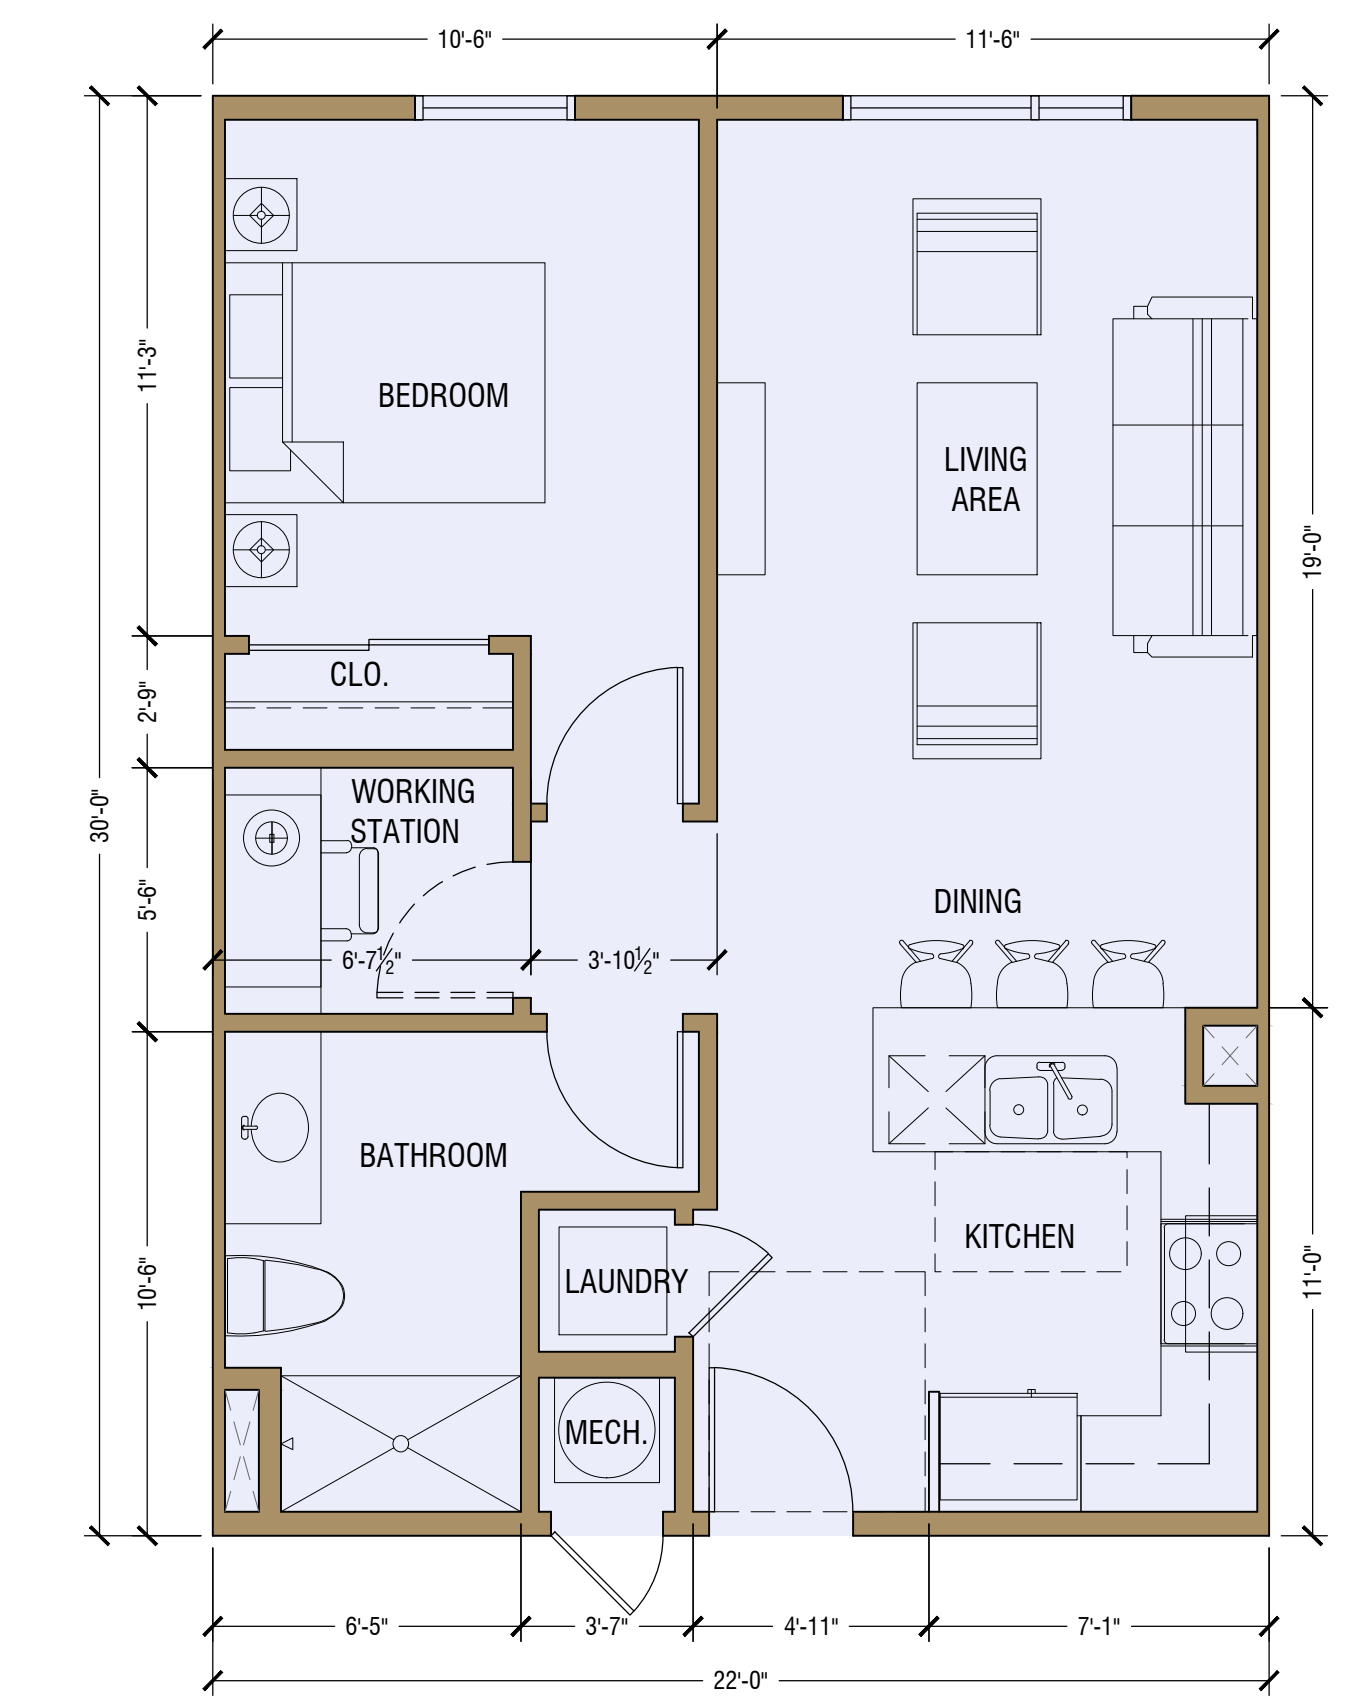 10'-6"
11'-6"
11'-3"
BEDROOM
LIVING
AREA
19'-0"
CLO.
2'-9"
WORKING
STATION
30'-0"
5'-6"
DINING
6'-7½"
3'-10½"
BATHROOM
KITCHEN
10'-6"
LAUNDRY
11'-0"
MECH.
6'-5"
3'-7"
4'-11"
7'-1"
22'-0"